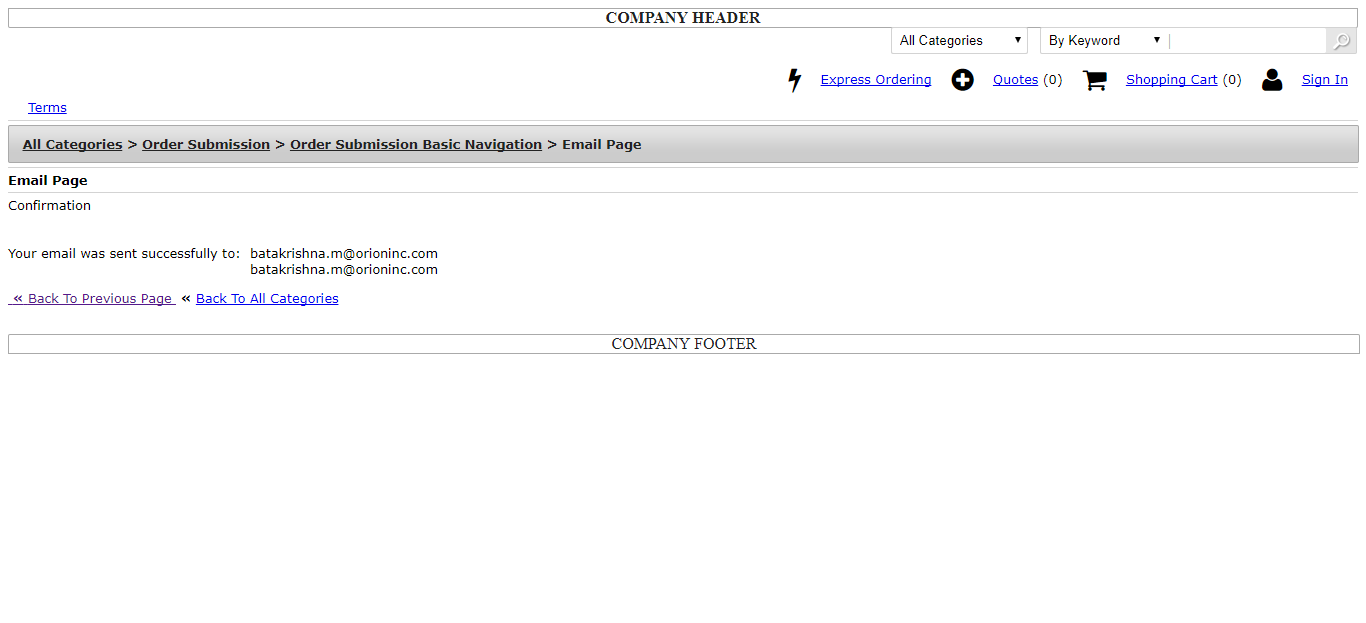 COMPANY HEADER
All Categories By Keyword
Express Ordering Quotes (0) Shopping Cart (0) Sign In
Terms
All Categories > Order Submission > Order Submission Basic Navigation > Email Page
Email Page
Confirmation
Your email was sent successfully to: batakrishna.m@orioninc.com
batakrishna.m@orioninc.com
« Back To Previous Page « Back To All Categories
COMPANY FOOTER